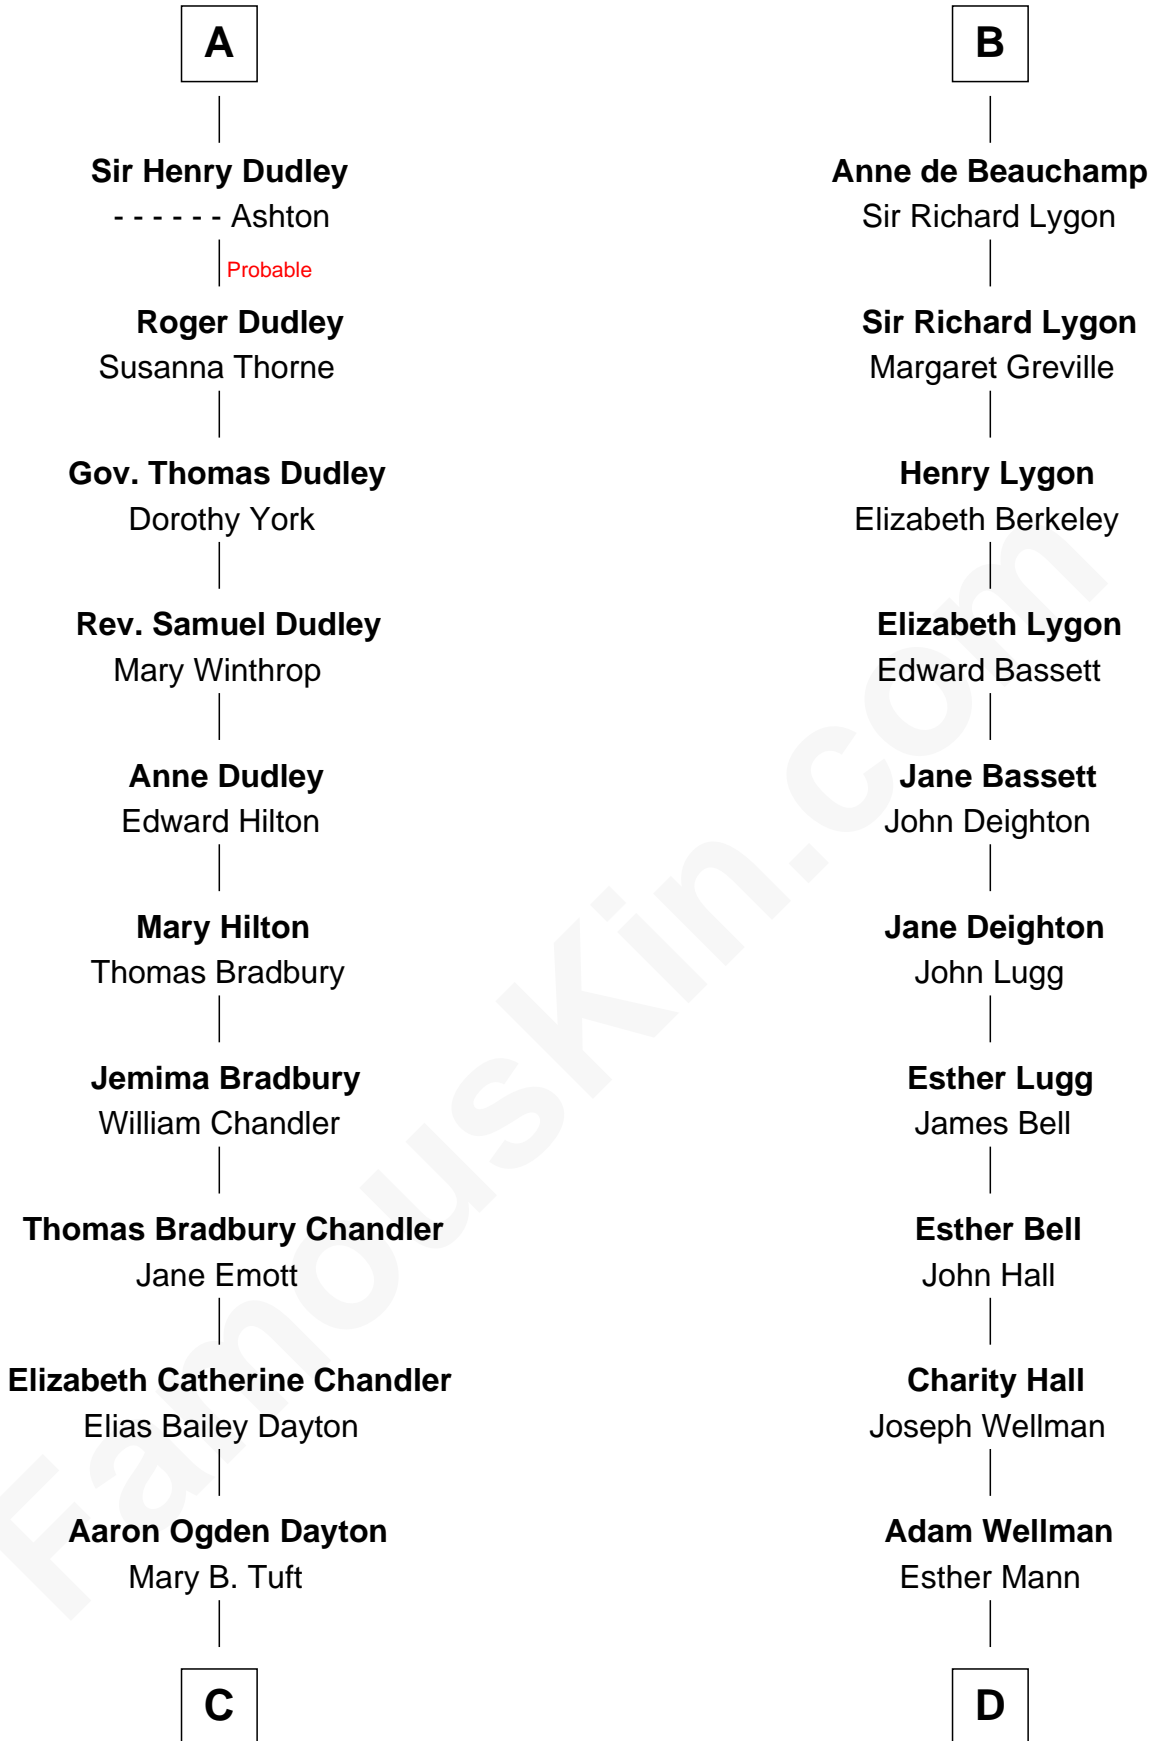 A
Sir Henry Dudley
- - - - - - Ashton
Probable
Roger Dudley
Susanna Thorne
Gov. Thomas Dudley
Dorothy York
Rev. Samuel Dudley
Mary Winthrop
Anne Dudley
Edward Hilton
Mary Hilton
Thomas Bradbury
Jemima Bradbury
William Chandler
Thomas Bradbury Chandler
Jane Emott
Elizabeth Catherine Chandler
Elias Bailey Dayton
Aaron Ogden Dayton
Mary B. Tuft
C
B
Anne de Beauchamp
Sir Richard Lygon
Sir Richard Lygon
Margaret Greville
Henry Lygon
Elizabeth Berkeley
Elizabeth Lygon
Edward Bassett
Jane Bassett
John Deighton
Jane Deighton
John Lugg
Esther Lugg
James Bell
Esther Bell
John Hall
Charity Hall
Joseph Wellman
Adam Wellman
Esther Mann
D
FamousKin.com